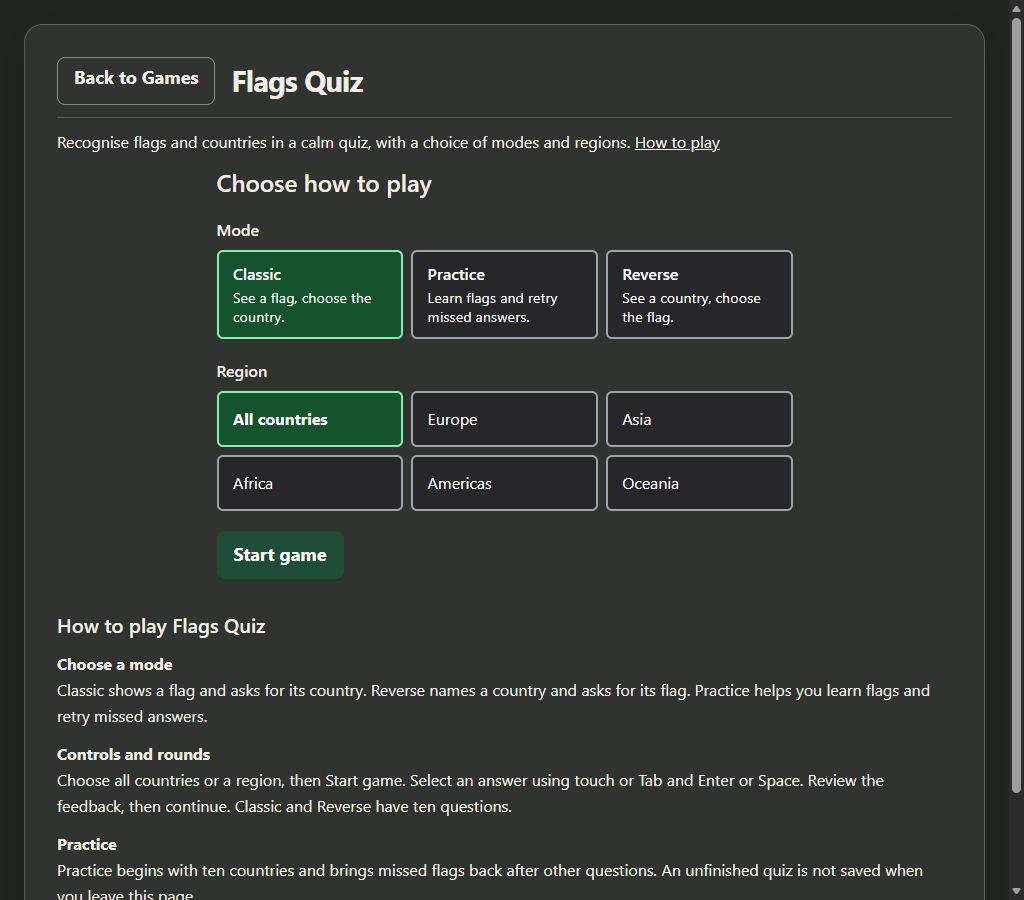 Back to Games
Flags Quiz
Recognise flags and countries in a calm quiz, with a choice of modes and regions. How to play
Choose how to play
Mode
Classic
See a flag, choose the
country.
Practice
Learn flags and retry
missed answers.
Reverse
See a country, choose
the flag.
Region
All countries
Europe
Asia
Africa
Americas
Oceania
Start game
How to play Flags Quiz
Choose a mode
Classic shows a flag and asks for its country. Reverse names a country and asks for its flag. Practice helps you learn flags and
retry missed answers.
Controls and rounds
Choose all countries or a region, then Start game. Select an answer using touch or Tab and Enter or Space. Review the
feedback, then continue. Classic and Reverse have ten questions.
Practice
Practice begins with ten countries and brings missed flags back after other questions. An unfinished quiz is not saved when
you leave this page.